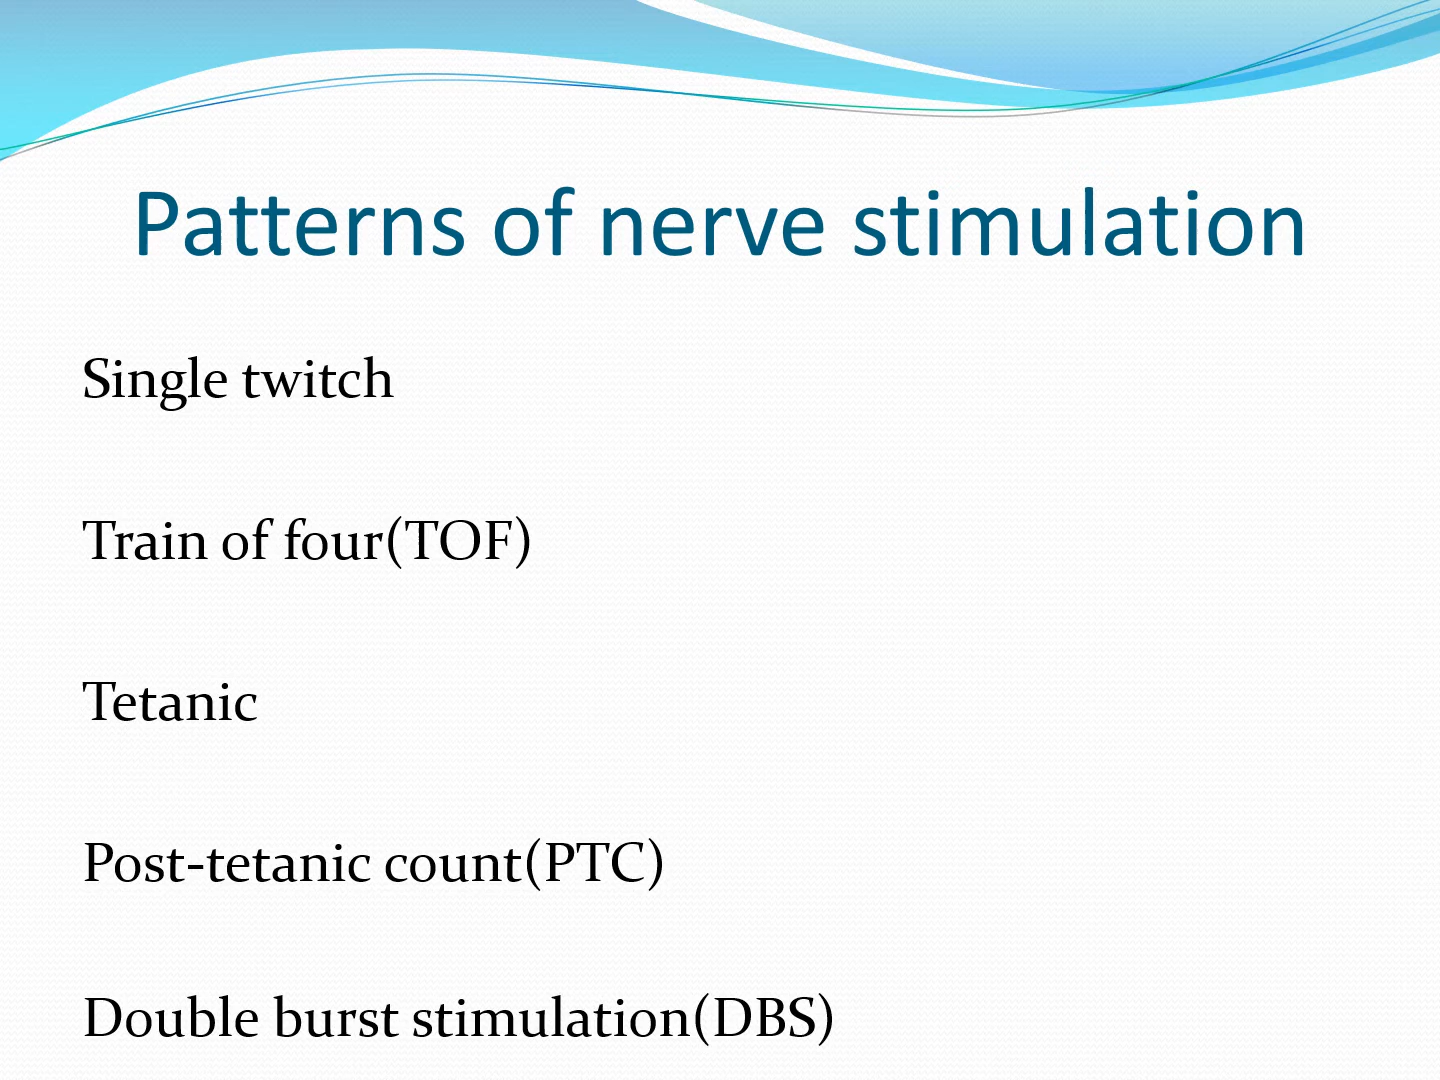 Patterns of nerve stimulation
Single twitch
Train of four(TOF)
Tetanic
Post-tetanic count(PTC)
Double burst stimulation(DBS)